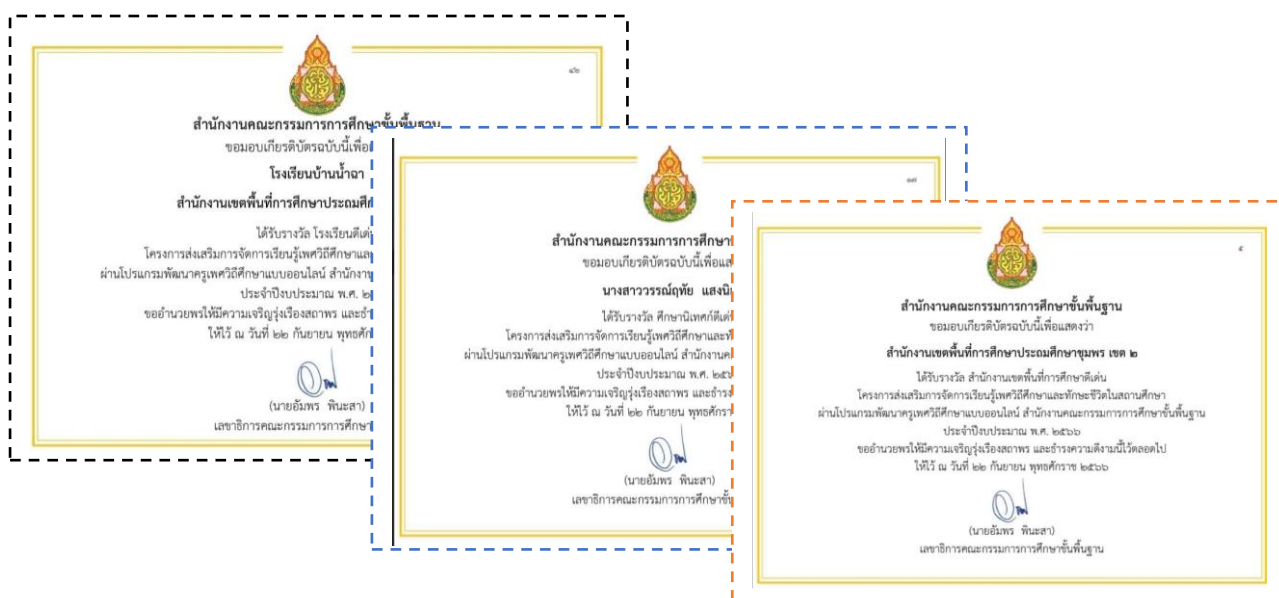 ๔๒
สำนักงานคณะกรรมการการศึกษาขั้นพื้นฐาน
ขอมอบเกียรติบัตรฉบับนี้เพื่อ
โรงเรียนบ้านน้ำฉา
สำนักงานเขตพื้นที่การศึกษาประถมศึ
ได้รับรางวัล โรงเรียนดีเด่
โครงการส่งเสริมการจัดการเรียนรู้เพศวิถีศึกษาและ
ผ่านโปรแกรมพัฒนาครูเพศวิถีศึกษาแบบออนไลน์ สำนักงาน
ประจำปีงบประมาณ พ.ศ. ๒
ขออำนวยพรให้มีความเจริญรุ่งเรืองสถาพร และธำ
ให้ไว้ ณ วันที่ ๒๒ กันยายน พุทธศัก
(นายอัมพร พินะสา)
เลขาธิการคณะกรรมการการศึกษา
๑๗
สำนักงานคณะกรรมการการศึกษา
ขอมอบเกียรติบัตรฉบับนี้เพื่อแส
นางสาววรรณ์ฤทัย แสงนิ
ได้รับรางวัล ศึกษานิเทศก์ดีเด่
โครงการส่งเสริมการจัดการเรียนรู้เพศวิถีศึกษาและทั
ผ่านโปรแกรมพัฒนาครูเพศวิถีศึกษาแบบออนไลน์ สำนักงานค
ประจำปีงบประมาณ พ.ศ. ๒๕๖
ขออำนวยพรให้มีความเจริญรุ่งเรืองสถาพร และธำรง
ให้ไว้ ณ วันที่ ๒๒ กันยายน พุทธศักรา
(นายอัมพร พินะสา)
เลขาธิการคณะกรรมการการศึกษาขั้
๕
สำนักงานคณะกรรมการการศึกษาขั้นพื้นฐาน
ขอมอบเกียรติบัตรฉบับนี้เพื่อแสดงว่า
สำนักงานเขตพื้นที่การศึกษาประถมศึกษาชุมพร เขต ๒
ได้รับรางวัล สำนักงานเขตพื้นที่การศึกษาดีเด่น
โครงการส่งเสริมการจัดการเรียนรู้เพศวิถีศึกษาและทักษะชีวิตในสถานศึกษา
ผ่านโปรแกรมพัฒนาครูเพศวิถีศึกษาแบบออนไลน์ สำนักงานคณะกรรมการการศึกษาขั้นพื้นฐาน
ประจำปีงบประมาณ พ.ศ. ๒๕๖๖
ขออำนวยพรให้มีความเจริญรุ่งเรืองสถาพร และธำรงความดีงามนี้ไว้ตลอดไป
ให้ไว้ ณ วันที่ ๒๒ กันยายน พุทธศักราช ๒๕๖๖
(นายอัมพร พินะสา)
เลขาธิการคณะกรรมการการศึกษาขั้นพื้นฐาน